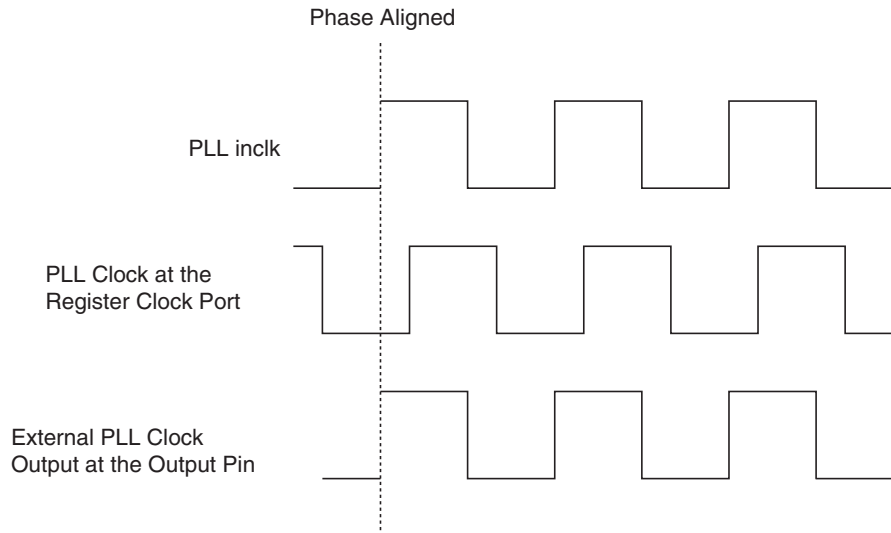 Phase Aligned
PLL inclk
PLL Clock at the
Register Clock Port
External PLL Clock
Output at the Output Pin